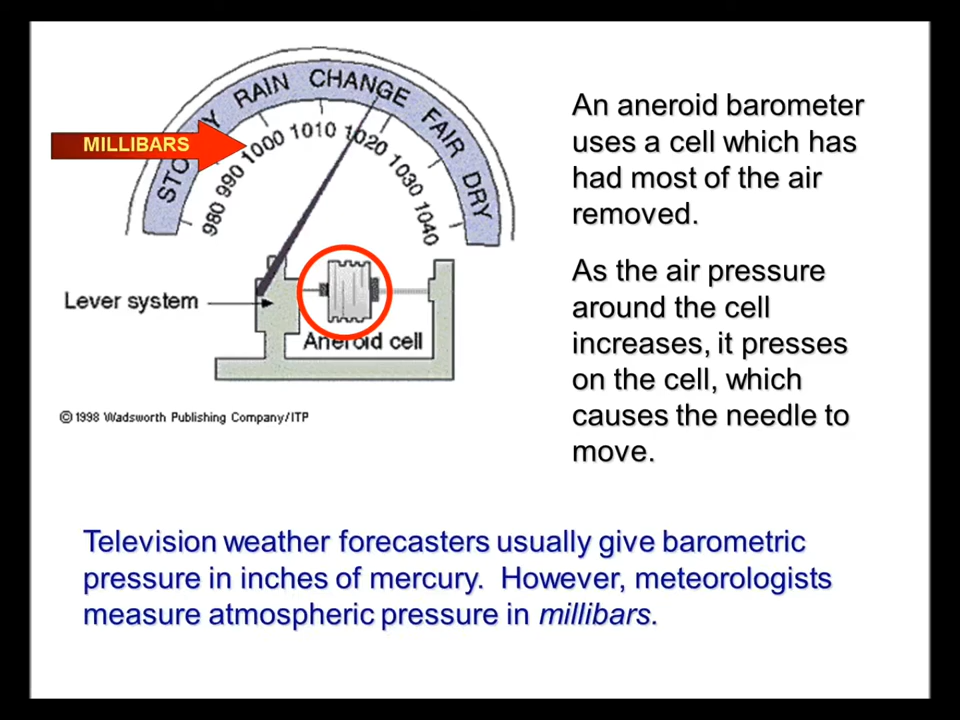 STO Y RAIN CHANGE FAIR DRY
MILLIBARS
980 990 1000 1010 1020 1030 1040
Lever system
Aneroid cell
© 1998 Wadsworth Publishing Company/ITP
An aneroid barometer
uses a cell which has
had most of the air
removed.
As the air pressure
around the cell
increases, it presses
on the cell, which
causes the needle to
move.
Television weather forecasters usually give barometric
pressure in inches of mercury. However, meteorologists
measure atmospheric pressure in millibars.